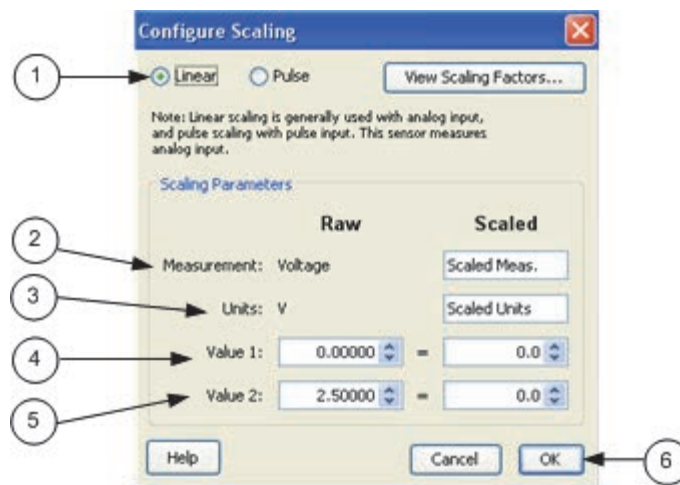 Configure Scaling
1
Linear Pulse View Scaling Factors...
Note: Linear scaling is generally used with analog input,
and pulse scaling with pulse input. This sensor measures
analog input.
Scaling Parameters
Raw Scaled
2
Measurement: Voltage Scaled Meas.
3
Units: V Scaled Units
4
Value 1: 0.00000 = 0.0
5
Value 2: 2.50000 = 0.0
Help Cancel OK
6